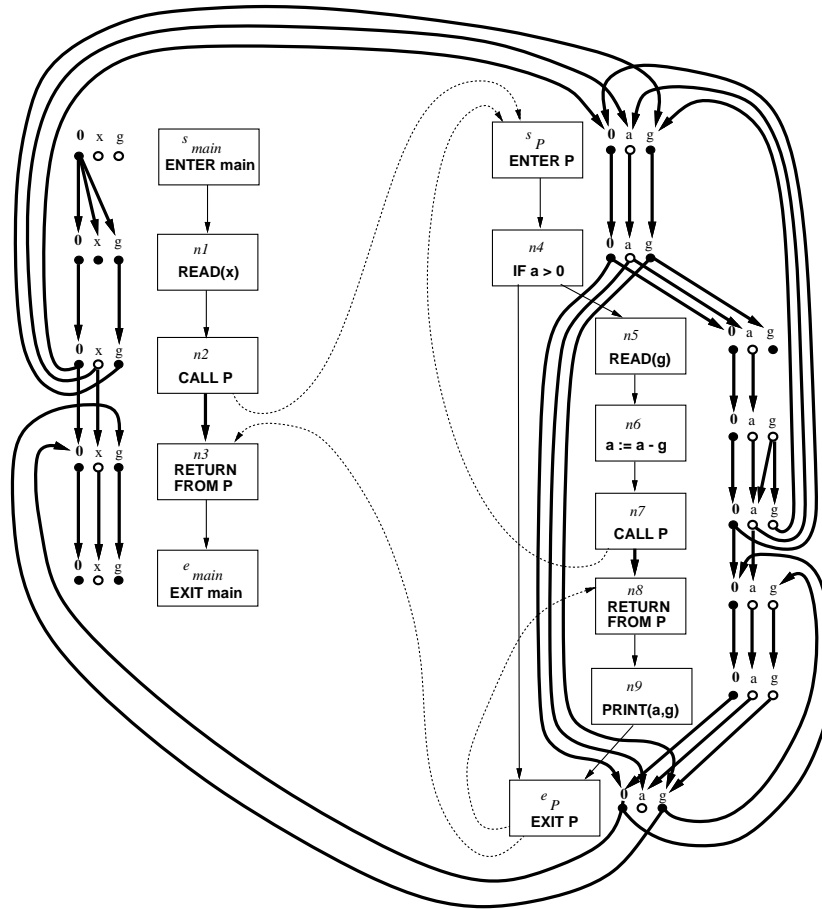 0 x g
s main
ENTER main
0 x g
n1
READ(x)
0 x g
n2
CALL P
0 x g
n3
RETURN
FROM P
0 x g
e main
EXIT main
s P
ENTER P
0 a g
n4
IF a > 0
0 a g
n5
READ(g)
0 a g
n6
a := a - g
0 a g
n7
CALL P
0 a g
n8
RETURN
FROM P
0 a g
n9
PRINT(a,g)
0 a g
e P
EXIT P
0 a g